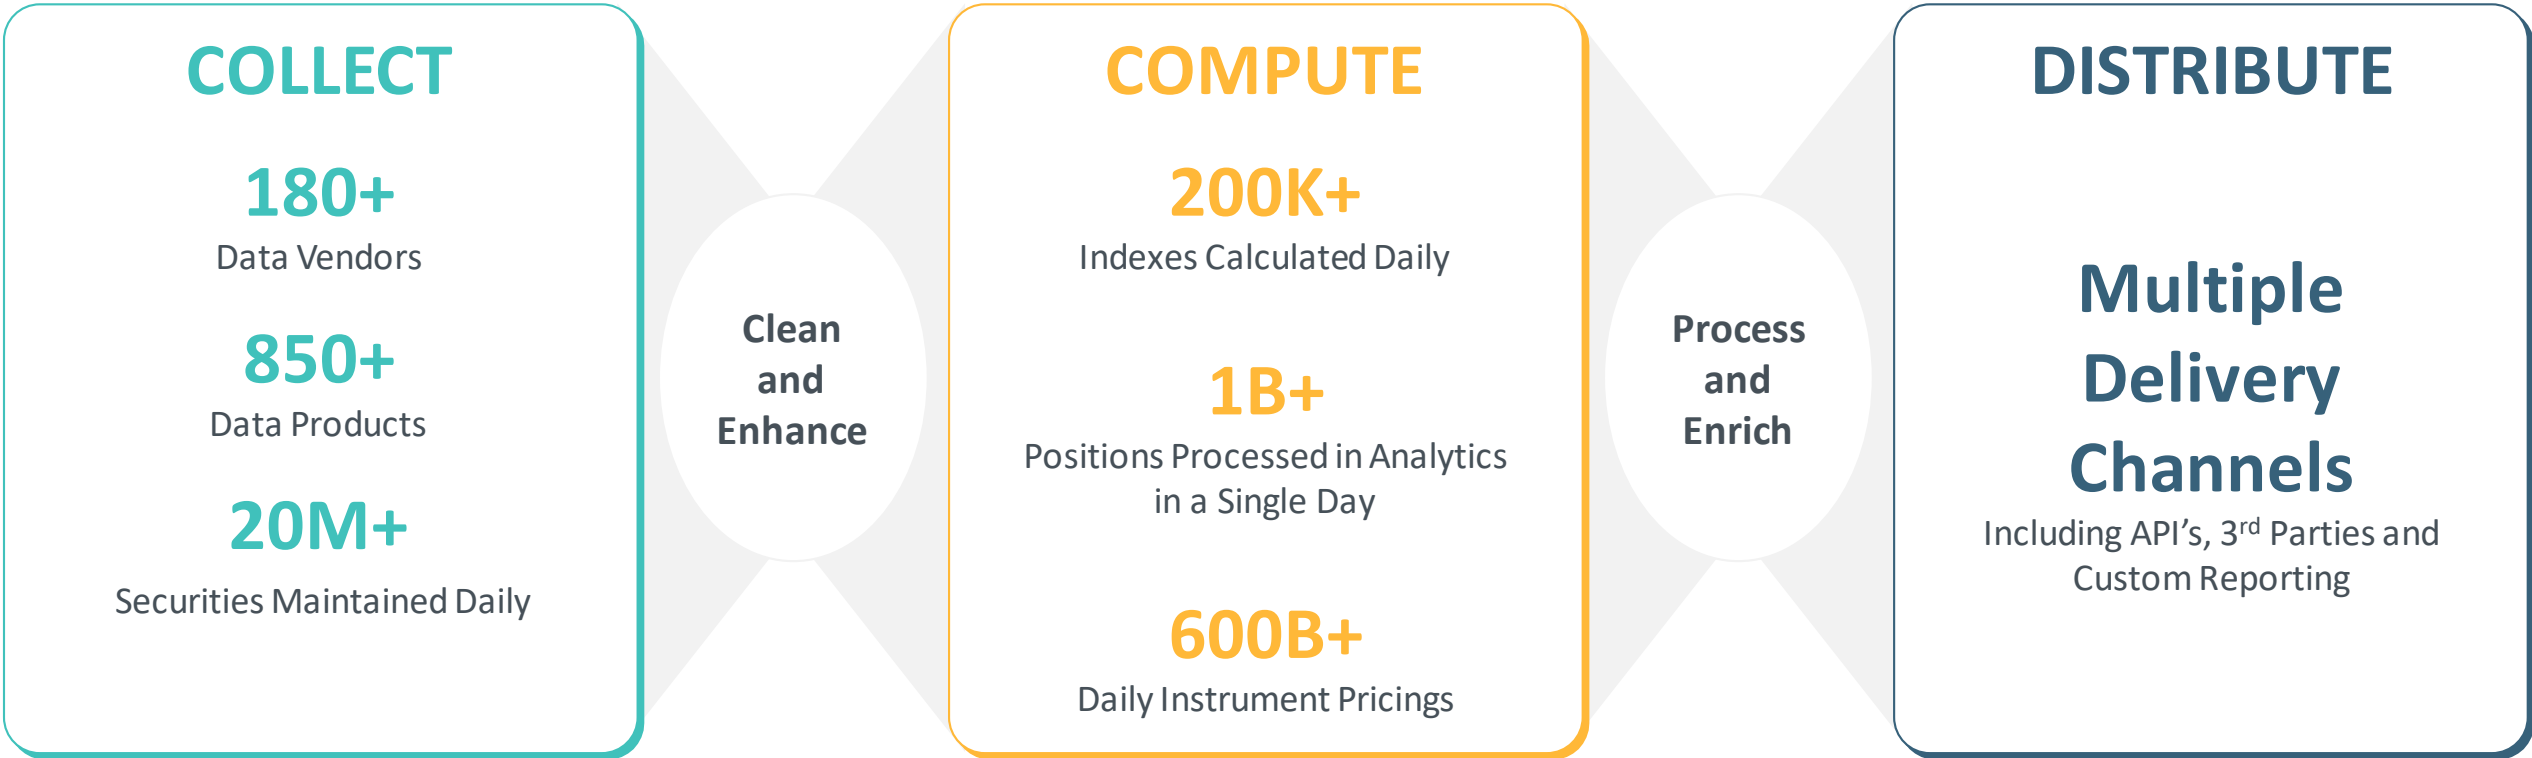 COLLECT
180+
Data Vendors
850+
Data Products
20M+
Securities Maintained Daily
Clean
and
Enhance
COMPUTE
200K+
Indexes Calculated Daily
1B+
Positions Processed in Analytics
in a Single Day
600B+
Daily Instrument Pricings
Process
and
Enrich
DISTRIBUTE
Multiple
Delivery
Channels
Including API’s, 3rd Parties and
Custom Reporting